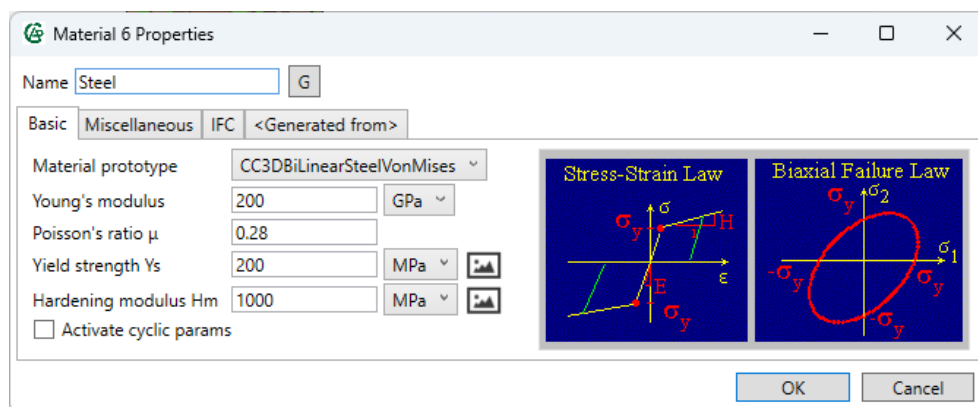 Material 6 Properties
Name Steel G
Basic Miscellaneous IFC <Generated from>
Material prototype CC3DBiLinearSteelVonMises
Young's modulus 200 GPa
Poisson's ratio μ 0.28
Yield strength Ys 200 MPa
Hardening modulus Hm 1000 MPa
Activate cyclic params
Stress-Strain Law
σ
σy
H
1
E
ε
σy
Biaxial Failure Law
σy
σ2
σ1
-σy
σy
-σy
OK Cancel